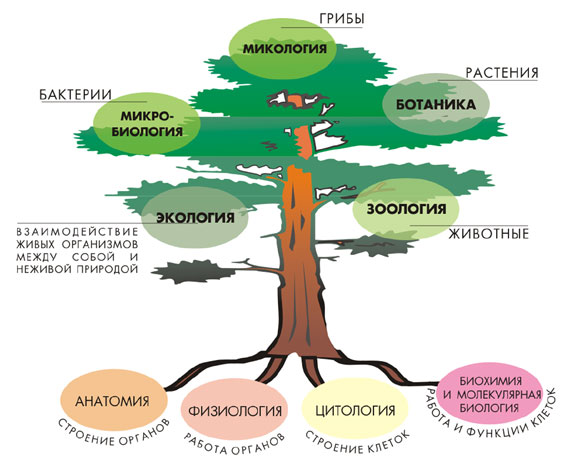 ГРИБЫ
МИКОЛОГИЯ
РАСТЕНИЯ
БОТАНИКА
БАКТЕРИИ
МИКРО-
БИОЛОГИЯ
ЭКОЛОГИЯ
ВЗАИМОДЕЙСТВИЕ
ЖИВЫХ ОРГАНИЗМОВ
МЕЖДУ СОБОЙ И
НЕЖИВОЙ ПРИРОДОЙ
ЗООЛОГИЯ
ЖИВОТНЫЕ
АНАТОМИЯ
СТРОЕНИЕ ОРГАНОВ
ФИЗИОЛОГИЯ
РАБОТА ОРГАНОВ
ЦИТОЛОГИЯ
СТРОЕНИЕ КЛЕТОК
БИОХИМИЯ
И МОЛЕКУЛЯРНАЯ
БИОЛОГИЯ
РАБОТА И ФУНКЦИИ КЛЕТОК